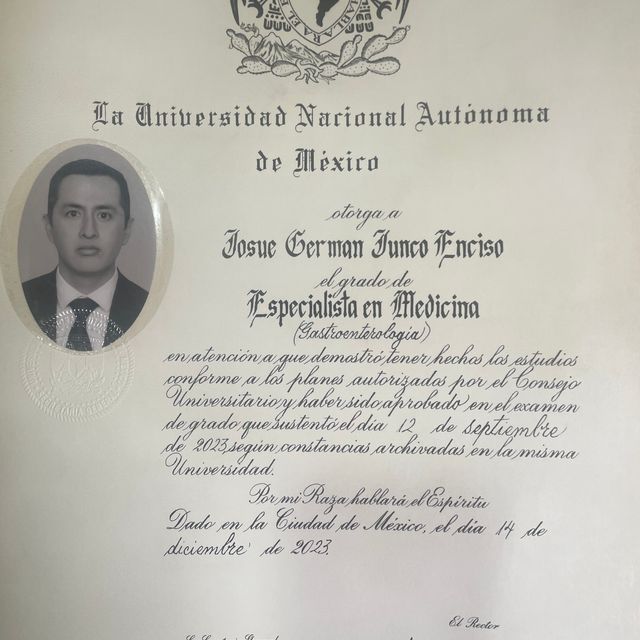 HABLARA EL
La Universidad Nacional Autónoma
de México
otorga a
Josue German Junco Enciso
el grado de
Especialista en Medicina
(Gastroenterología)
en atención a que demostró tener hechos los estudios
conforme a los planes autorizados por el Consejo
Universitario y haber sido aprobado en el examen
de grado que sustentó el día 12 de septiembre
de 2023, según constancias archivadas en la misma
Universidad.
Por mi Raza hablará el Espíritu
Dado en la Ciudad de México, el día 14 de
diciembre de 2023.
El Rector